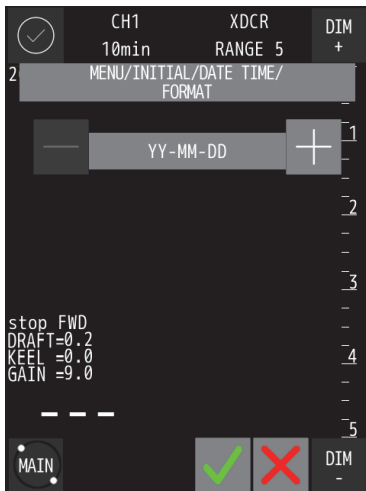 CH1 XDCR DIM
10min RANGE 5 +
2
MENU/INITIAL/DATE TIME/
FORMAT
1
YY-MM-DD
2
3
stop FWD
DRAFT=0.2
KEEL =0.0
GAIN =9.0
4
5
MAIN DIM
-